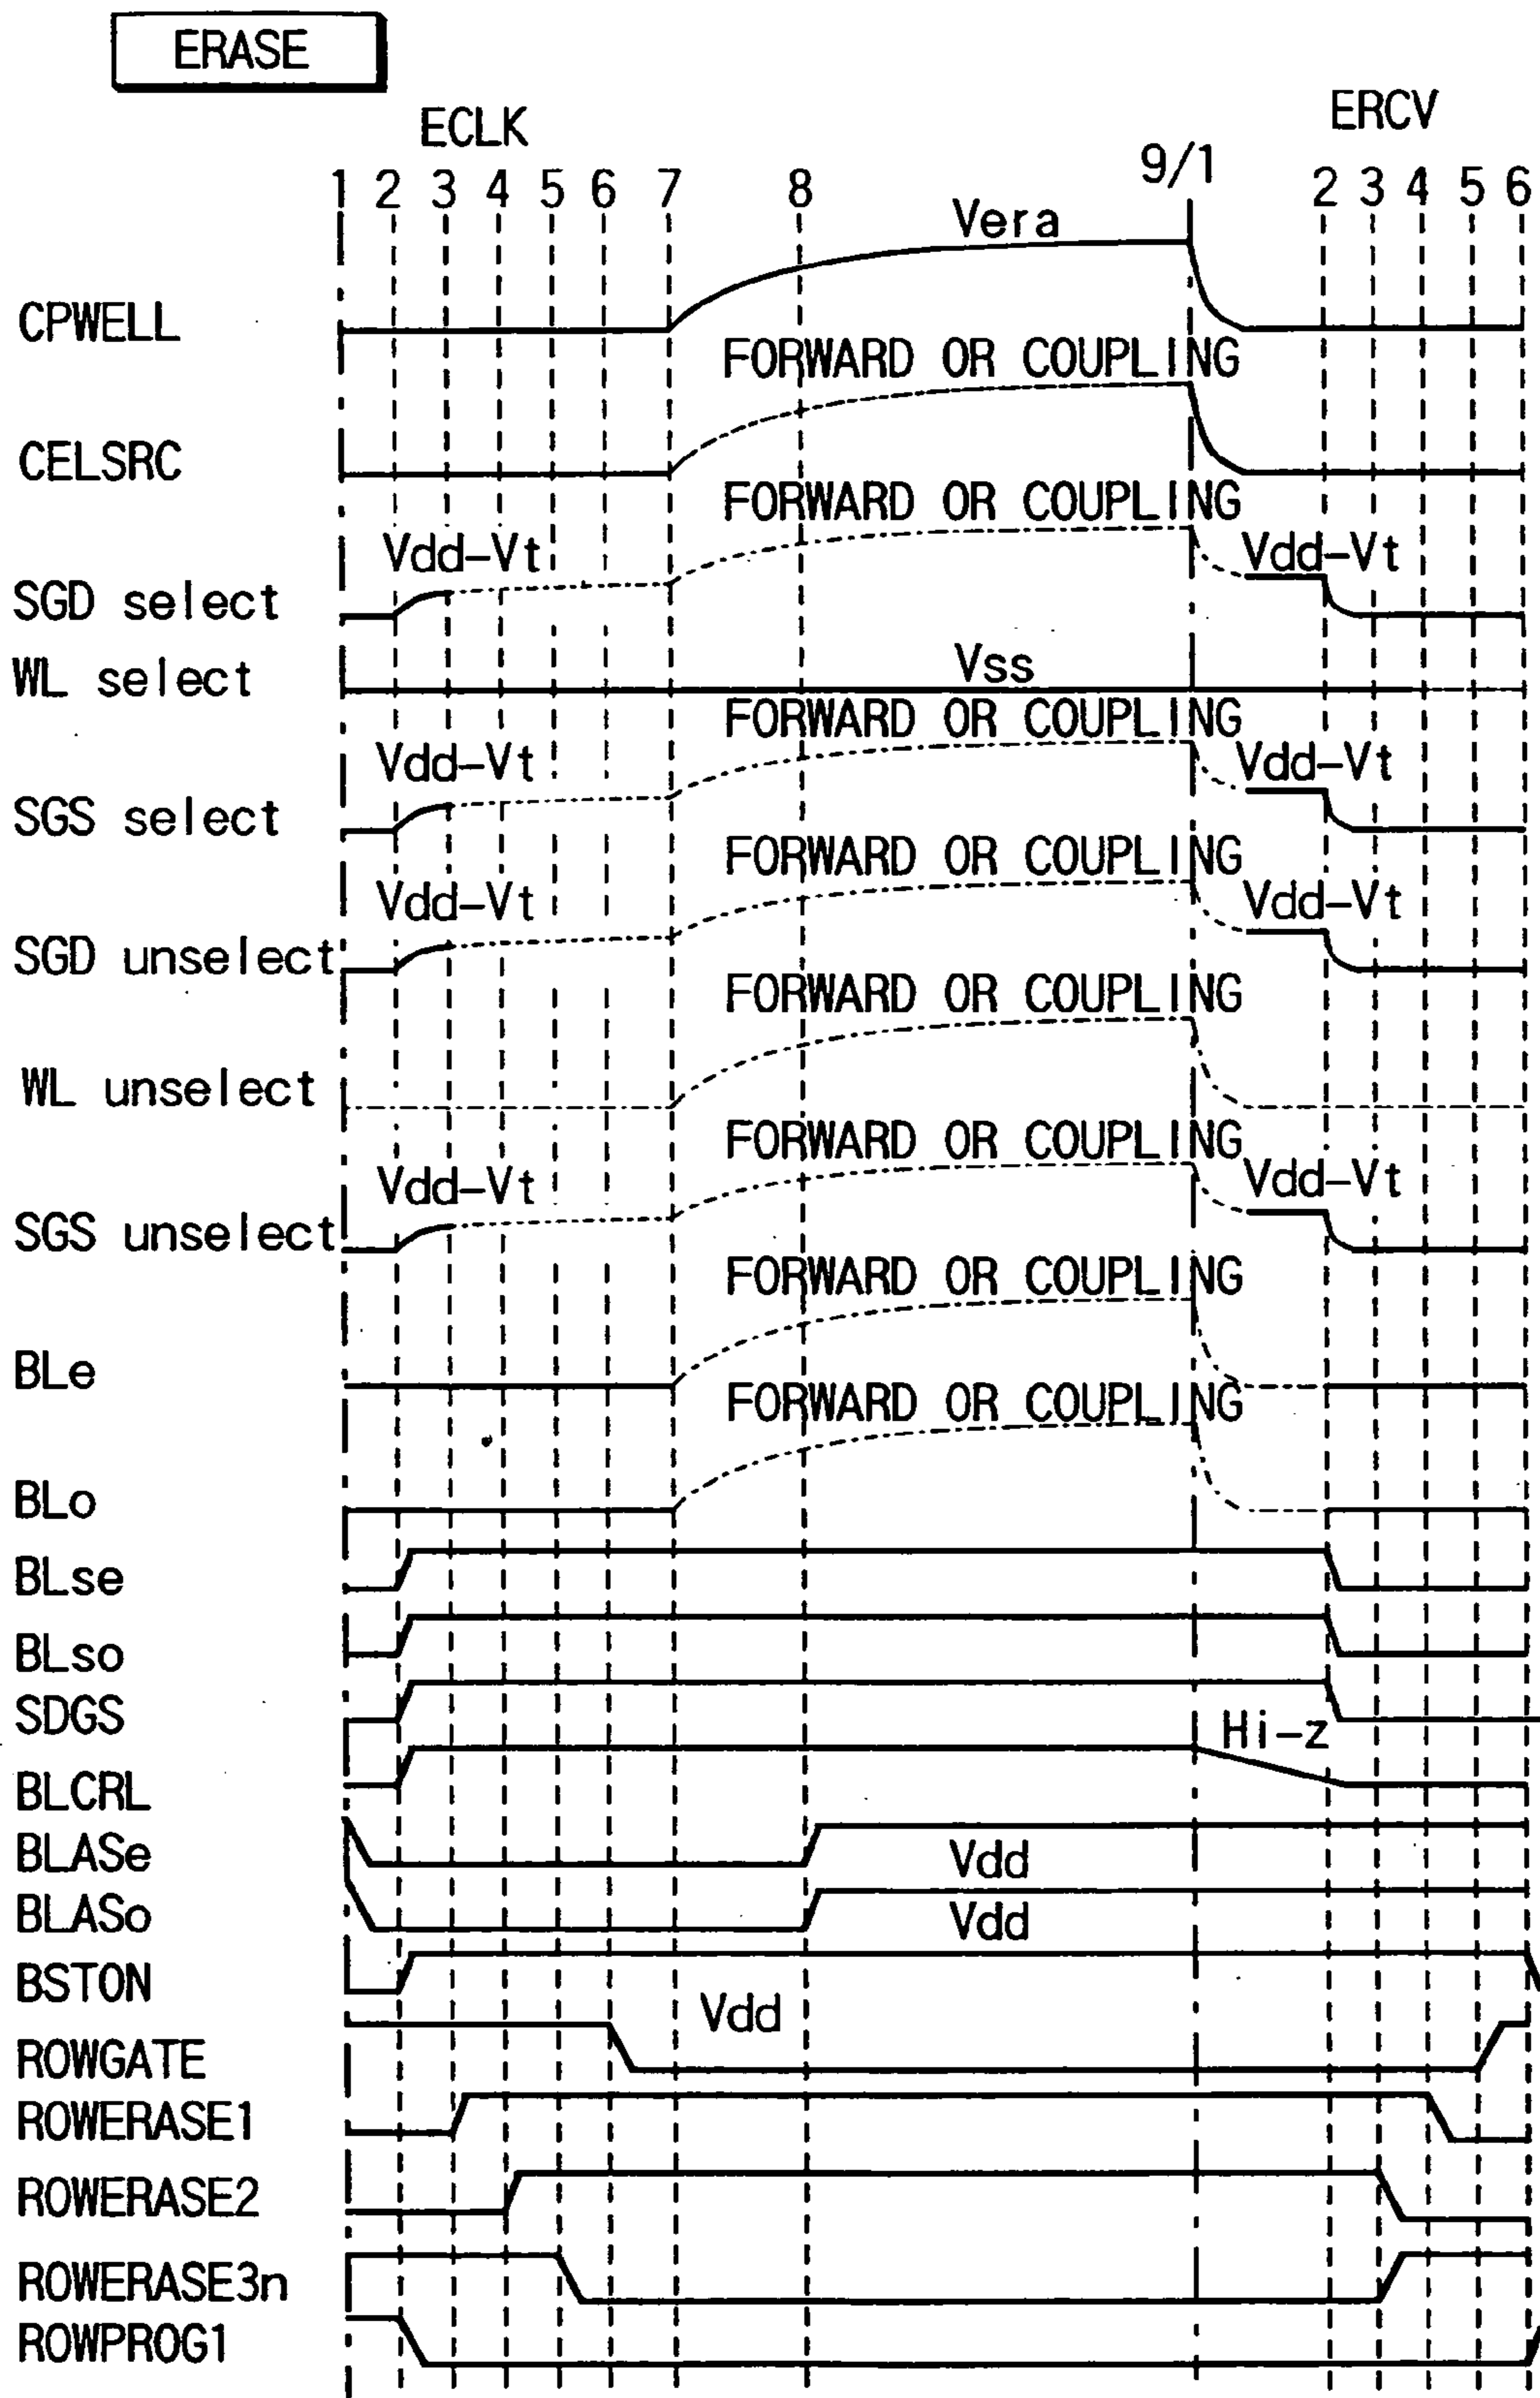 ERASE
ECLK
ERCV
1 2 3 4 5 6 7 8 9/1 2 3 4 5 6
Vera
CPWELL
FORWARD OR COUPLING
CELSRC
FORWARD OR COUPLING
Vdd-Vt Vdd-Vt
SGD select
WL select Vss
FORWARD OR COUPLING
Vdd-Vt Vdd-Vt
SGS select
FORWARD OR COUPLING
Vdd-Vt Vdd-Vt
SGD unselect
FORWARD OR COUPLING
WL unselect
FORWARD OR COUPLING
Vdd-Vt Vdd-Vt
SGS unselect
FORWARD OR COUPLING
BLe
FORWARD OR COUPLING
BLo
BLse
BLso
SDGS
Hi-z
BLCRL
BLASe Vdd
BLASo Vdd
BSTON
Vdd
ROWGATE
ROWERASE1
ROWERASE2
ROWERASE3n
ROWPROG1